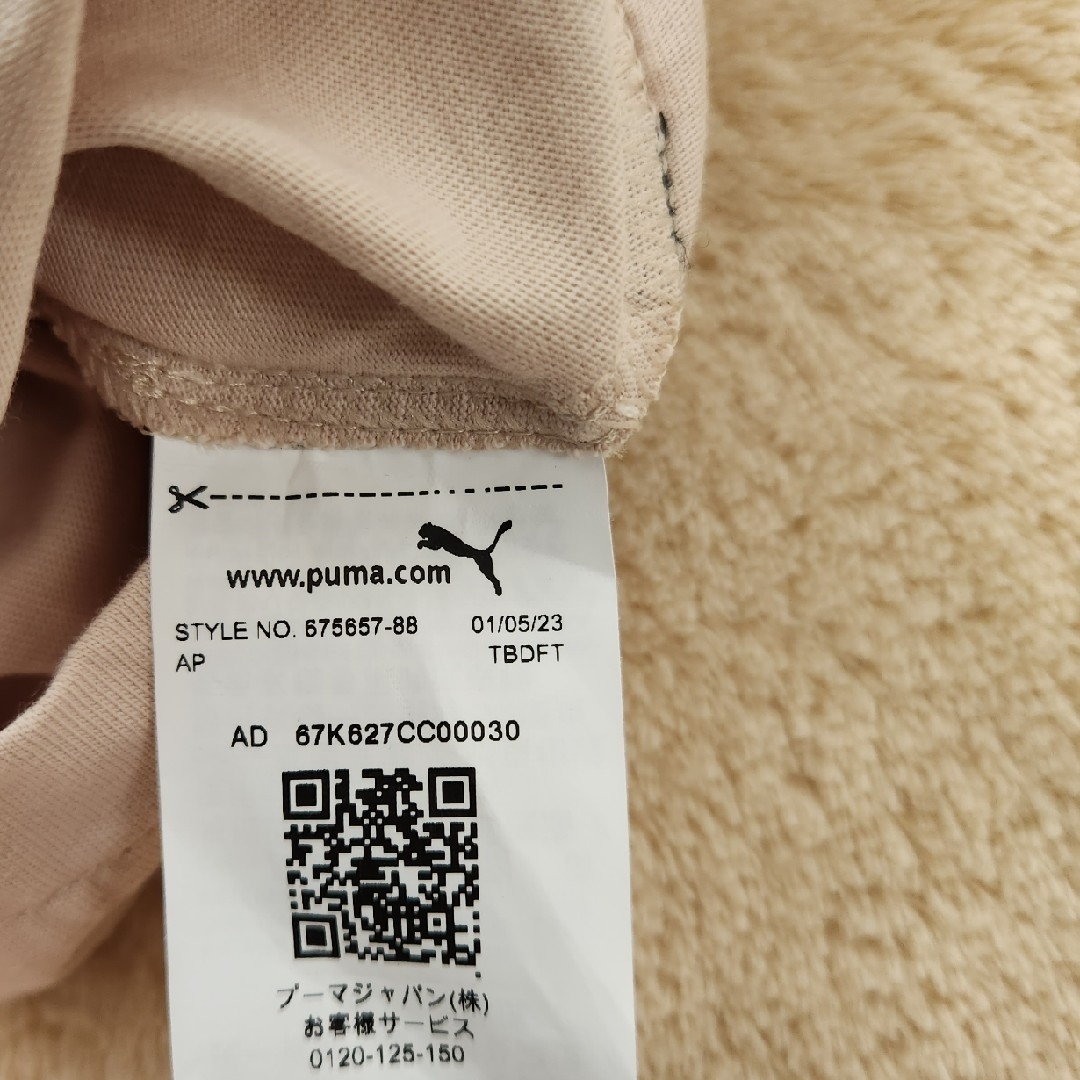 www.puma.com
STYLE NO. 675657-88 01/05/23
AP TBDFT
AD 67K627CC00030
プーマジャパン(株)
お客様サービス
0120-125-150